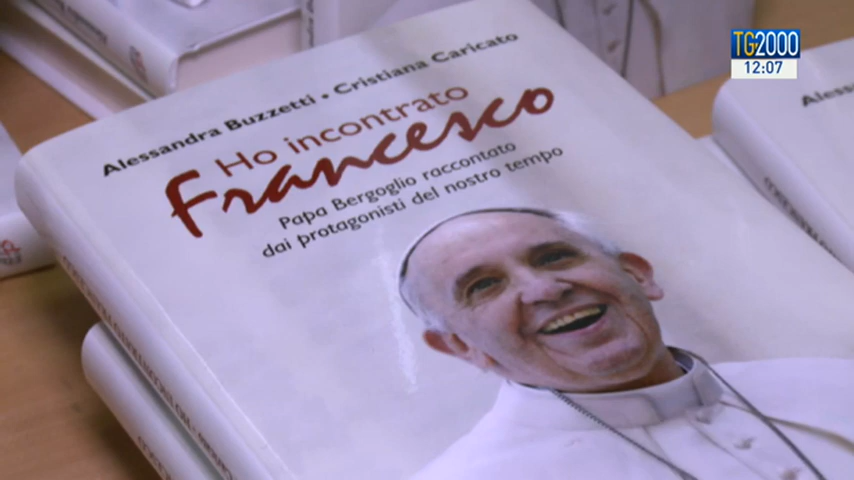 TG2000
12:07
Alessandra Buzzetti • Cristiana Caricato
Ho incontrato
Francesco
Papa Bergoglio raccontato
dai protagonisti del nostro tempo